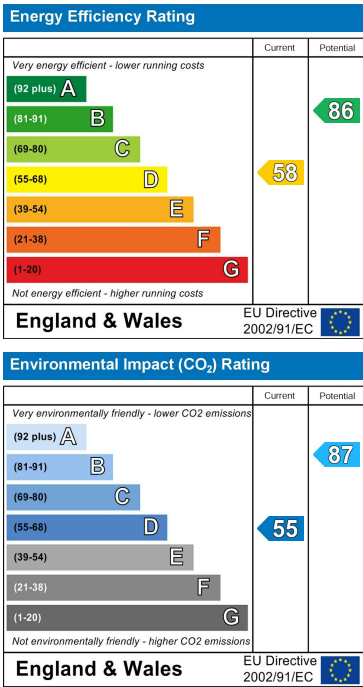 Energy Efficiency Rating
Current Potential
Very energy efficient - lower running costs
(92 plus) A
(81-91) B
86
(69-80) C
(55-68) D
58
(39-54) E
(21-38) F
(1-20) G
Not energy efficient - higher running costs
England & Wales
EU Directive
2002/91/EC
Environmental Impact (CO₂) Rating
Current Potential
Very environmentally friendly - lower CO2 emissions
(92 plus) A
(81-91) B
87
(69-80) C
(55-68) D
55
(39-54) E
(21-38) F
(1-20) G
Not environmentally friendly - higher CO2 emissions
England & Wales
EU Directive
2002/91/EC